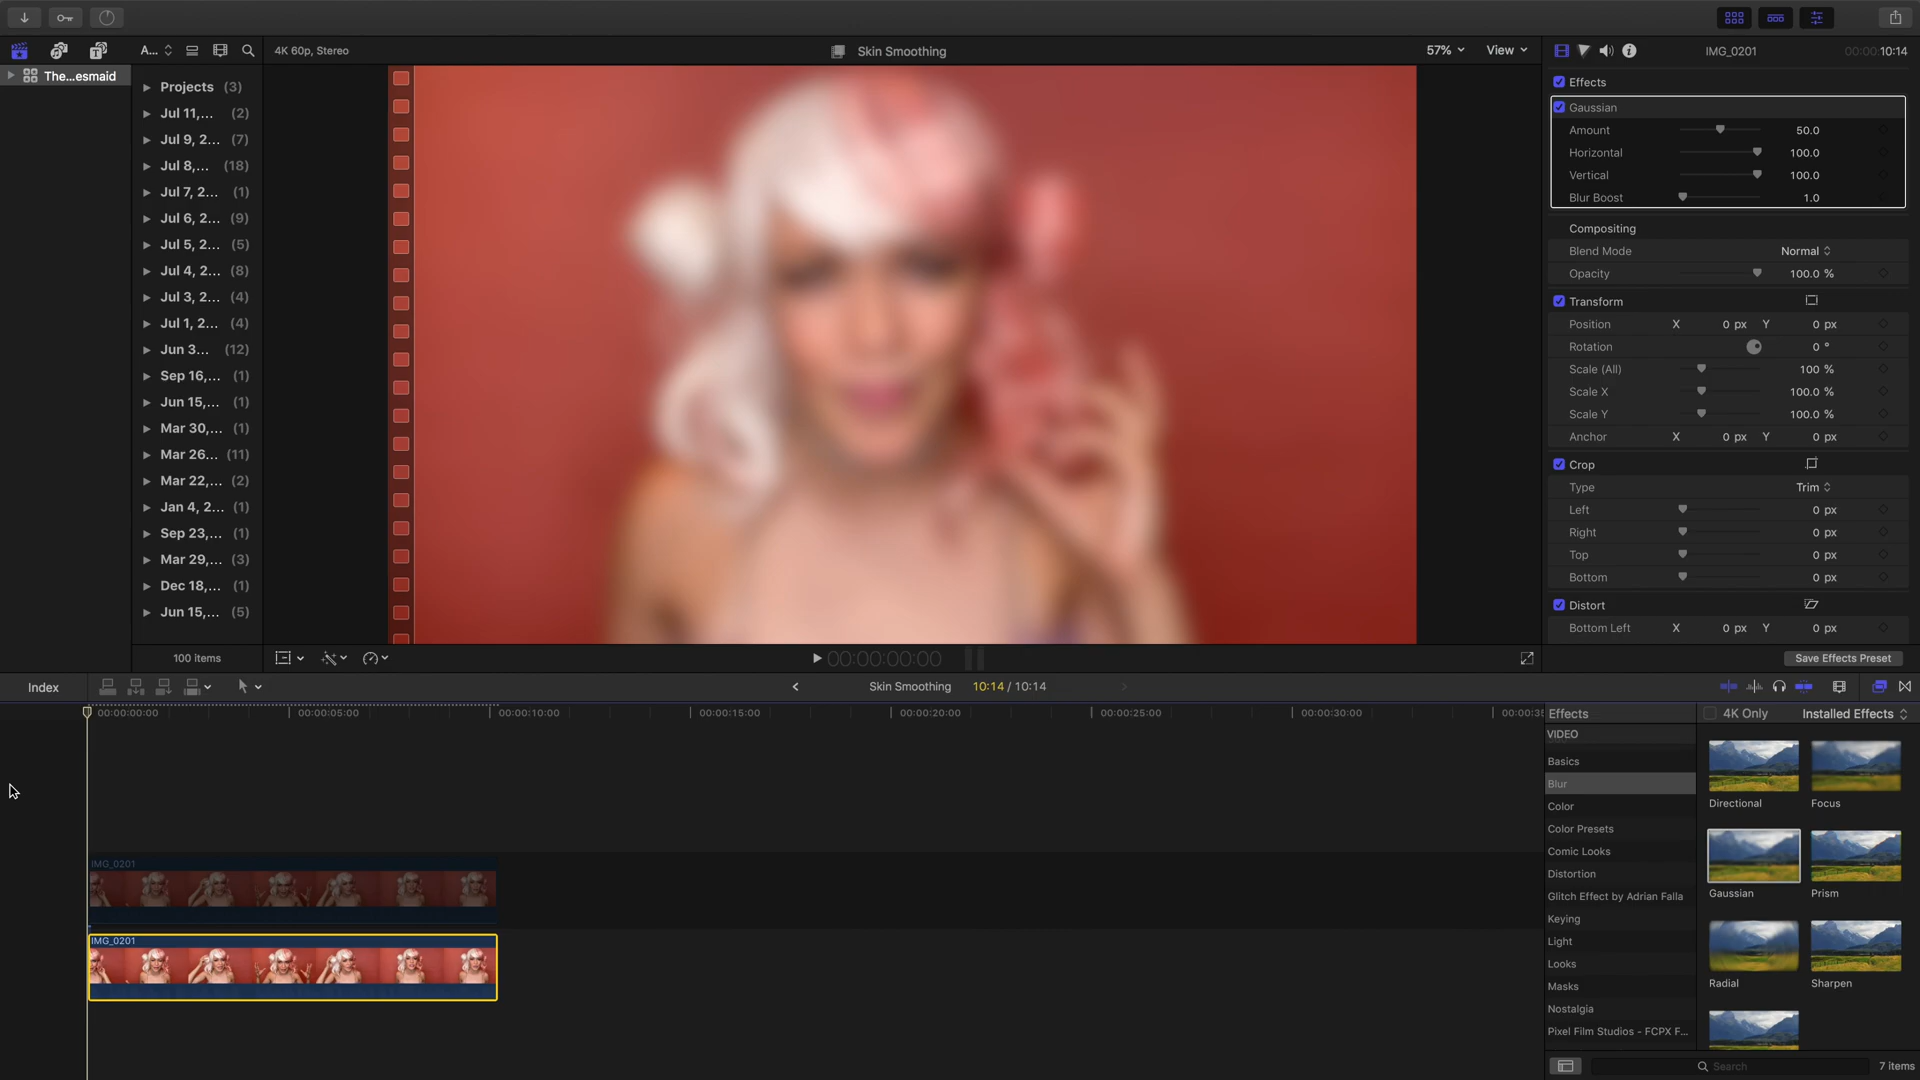 A...
4K 60p, Stereo
Skin Smoothing
57%
View
IMG_0201
00:00:10:14
The...esmaid
Projects (3)
Jul 11,... (2)
Jul 9, 2... (7)
Jul 8,... (18)
Jul 7, 2... (1)
Jul 6, 2... (9)
Jul 5, 2... (5)
Jul 4, 2... (8)
Jul 3, 2... (4)
Jul 1, 2... (4)
Jun 3... (12)
Sep 16,... (1)
Jun 15,... (1)
Mar 30,... (1)
Mar 26... (11)
Mar 22,... (2)
Jan 4, 2... (1)
Sep 23,... (1)
Mar 29,... (3)
Dec 18,... (1)
Jun 15,... (5)
100 items
Effects
Gaussian
Amount 50.0
Horizontal 100.0
Vertical 100.0
Blur Boost 1.0
Compositing
Blend Mode Normal
Opacity 100.0 %
Transform
Position X 0 px Y 0 px
Rotation 0 °
Scale (All) 100 %
Scale X 100.0 %
Scale Y 100.0 %
Anchor X 0 px Y 0 px
Crop
Type Trim
Left 0 px
Right 0 px
Top 0 px
Bottom 0 px
Distort
Bottom Left X 0 px Y 0 px
00:00:00:00
Save Effects Preset
Index
Skin Smoothing 10:14 / 10:14
00:00:00:00 00:00:05:00 00:00:10:00 00:00:15:00 00:00:20:00 00:00:25:00 00:00:30:00 00:00:35
IMG_0201
IMG_0201
Effects
4K Only
Installed Effects
VIDEO
Basics
Blur
Color
Color Presets
Comic Looks
Distortion
Glitch Effect by Adrian Falla
Keying
Light
Looks
Masks
Nostalgia
Pixel Film Studios - FCPX F...
Directional
Focus
Gaussian
Prism
Radial
Sharpen
Search
7 items